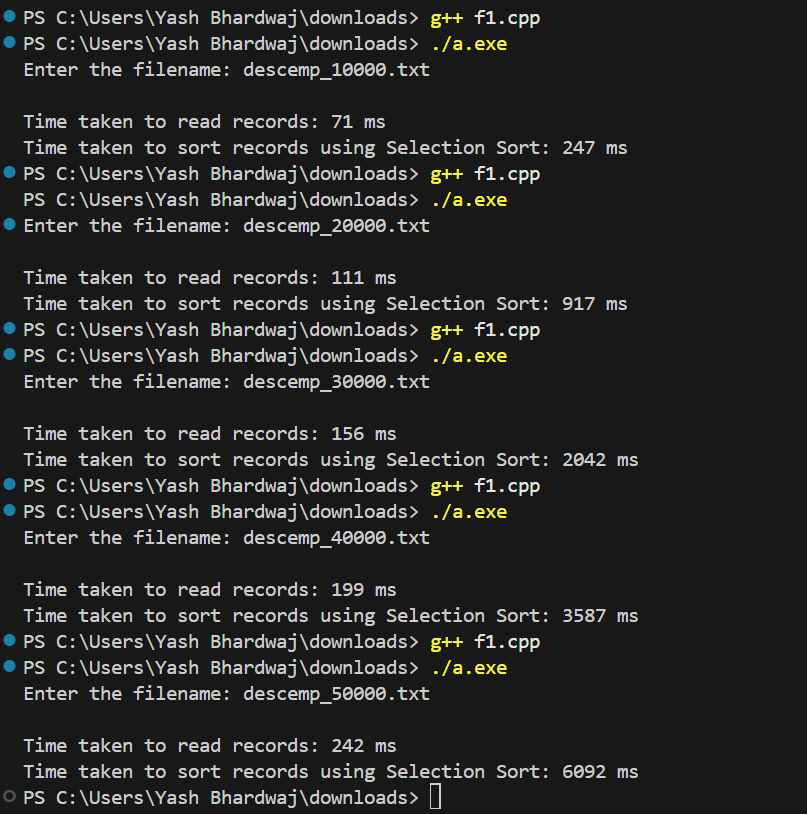 PS C:\Users\Yash Bhardwaj\downloads> g++ f1.cpp
PS C:\Users\Yash Bhardwaj\downloads> ./a.exe
Enter the filename: descemp_10000.txt
Time taken to read records: 71 ms
Time taken to sort records using Selection Sort: 247 ms
PS C:\Users\Yash Bhardwaj\downloads> g++ f1.cpp
PS C:\Users\Yash Bhardwaj\downloads> ./a.exe
Enter the filename: descemp_20000.txt
Time taken to read records: 111 ms
Time taken to sort records using Selection Sort: 917 ms
PS C:\Users\Yash Bhardwaj\downloads> g++ f1.cpp
PS C:\Users\Yash Bhardwaj\downloads> ./a.exe
Enter the filename: descemp_30000.txt
Time taken to read records: 156 ms
Time taken to sort records using Selection Sort: 2042 ms
PS C:\Users\Yash Bhardwaj\downloads> g++ f1.cpp
PS C:\Users\Yash Bhardwaj\downloads> ./a.exe
Enter the filename: descemp_40000.txt
Time taken to read records: 199 ms
Time taken to sort records using Selection Sort: 3587 ms
PS C:\Users\Yash Bhardwaj\downloads> g++ f1.cpp
PS C:\Users\Yash Bhardwaj\downloads> ./a.exe
Enter the filename: descemp_50000.txt
Time taken to read records: 242 ms
Time taken to sort records using Selection Sort: 6092 ms
PS C:\Users\Yash Bhardwaj\downloads>